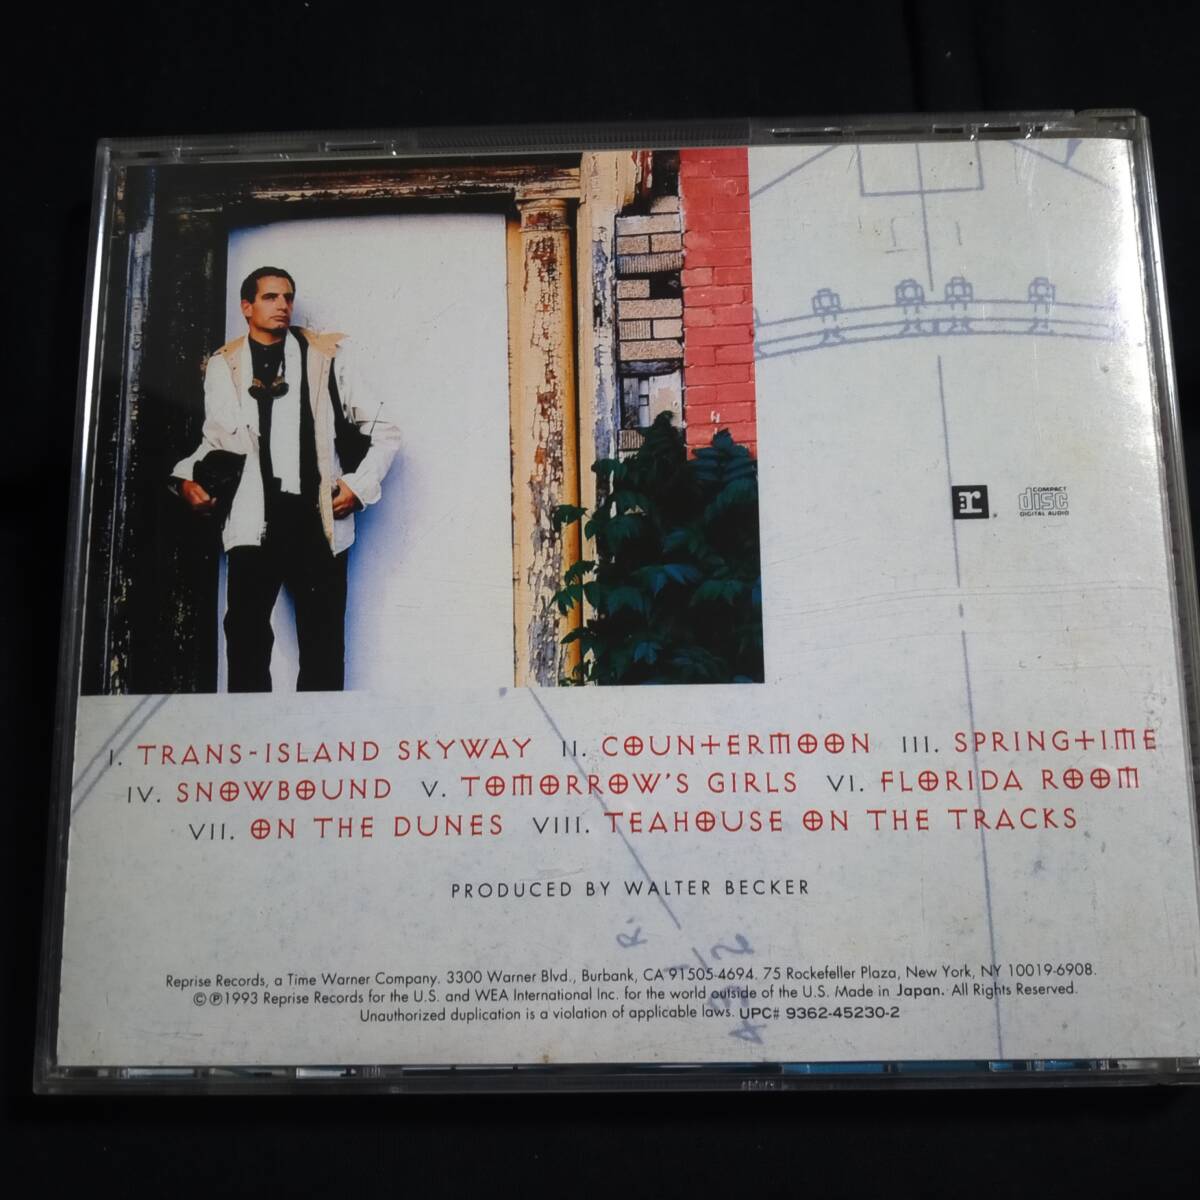 COMPACT
disc
DIGITAL AUDIO
I. TRANS-ISLAND SKYWAY II. COUNTERMOON III. SPRINGTIME
IV. SNOWBOUND V. TOMORROW'S GIRLS VI. FLORIDA ROOM
VII. ON THE DUNES VIII. TEAHOUSE ON THE TRACKS
PRODUCED BY WALTER BECKER
Reprise Records, a Time Warner Company. 3300 Warner Blvd., Burbank, CA 91505-4694. 75 Rockefeller Plaza, New York, NY 10019-6908.
©℗1993 Reprise Records for the U.S. and WEA International Inc. for the world outside of the U.S. Made in Japan. All Rights Reserved.
Unauthorized duplication is a violation of applicable laws. UPC# 9362-45230-2